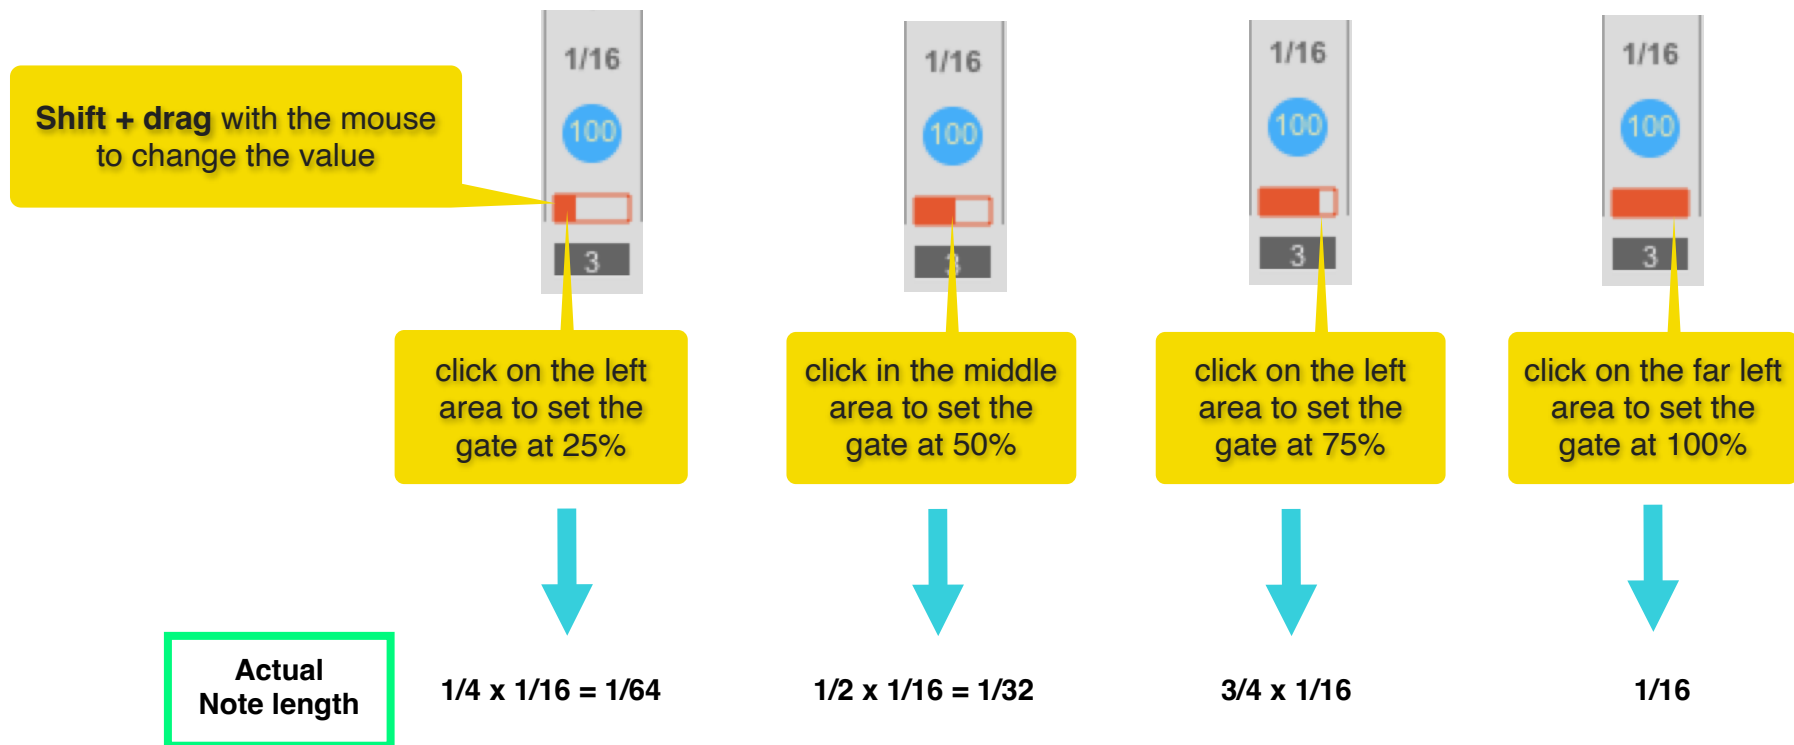 1/16
1/16
1/16
1/16
Shift + drag with the mouse
to change the value
100
100
100
100
3
3
3
3
click on the left
area to set the
gate at 25%
click in the middle
area to set the
gate at 50%
click on the left
area to set the
gate at 75%
click on the far left
area to set the
gate at 100%
Actual
Note length
1/4 x 1/16 = 1/64
1/2 x 1/16 = 1/32
3/4 x 1/16
1/16